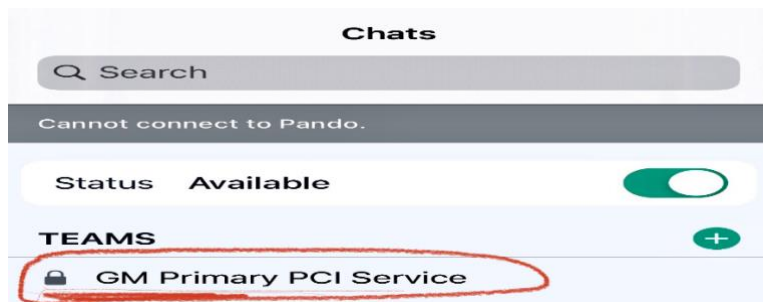 Chats
Search
Cannot connect to Pando.
Status Available
TEAMS
GM Primary PCI Service